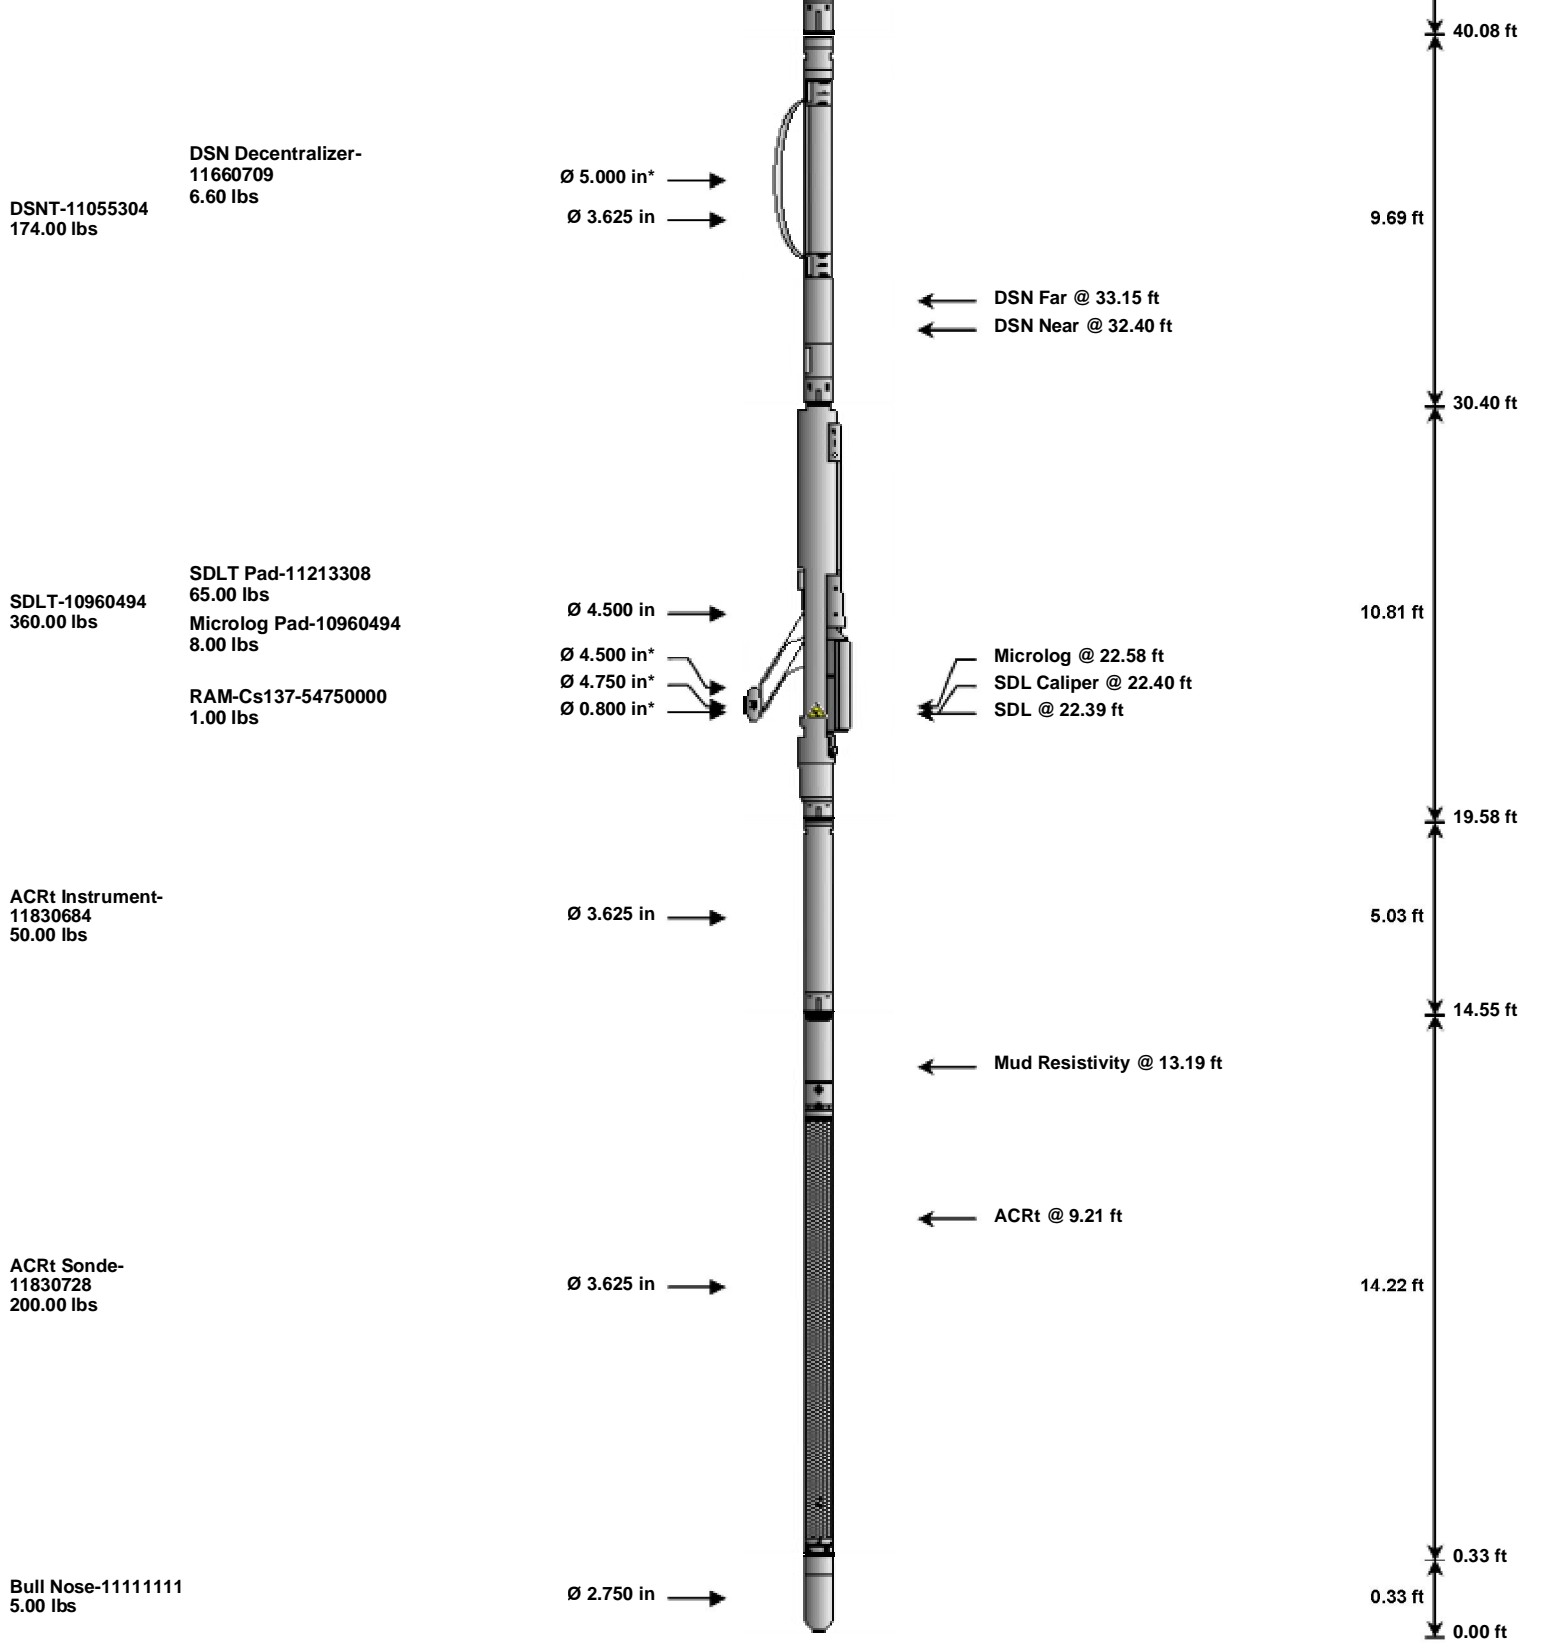 40.08 ft
DSN Decentralizer-
11660709
6.60 lbs
DSNT-11055304
174.00 lbs
Ø 5.000 in*
Ø 3.625 in
9.69 ft
DSN Far @ 33.15 ft
DSN Near @ 32.40 ft
30.40 ft
SDLT Pad-11213308
65.00 lbs
SDLT-10960494
360.00 lbs
Microlog Pad-10960494
8.00 lbs
RAM-Cs137-54750000
1.00 lbs
Ø 4.500 in
Ø 4.500 in*
Ø 4.750 in*
Ø 0.800 in*
10.81 ft
Microlog @ 22.58 ft
SDL Caliper @ 22.40 ft
SDL @ 22.39 ft
19.58 ft
ACRt Instrument-
11830684
50.00 lbs
Ø 3.625 in
5.03 ft
14.55 ft
Mud Resistivity @ 13.19 ft
ACRt @ 9.21 ft
ACRt Sonde-
11830728
200.00 lbs
Ø 3.625 in
14.22 ft
0.33 ft
Bull Nose-11111111
5.00 lbs
Ø 2.750 in
0.33 ft
0.00 ft